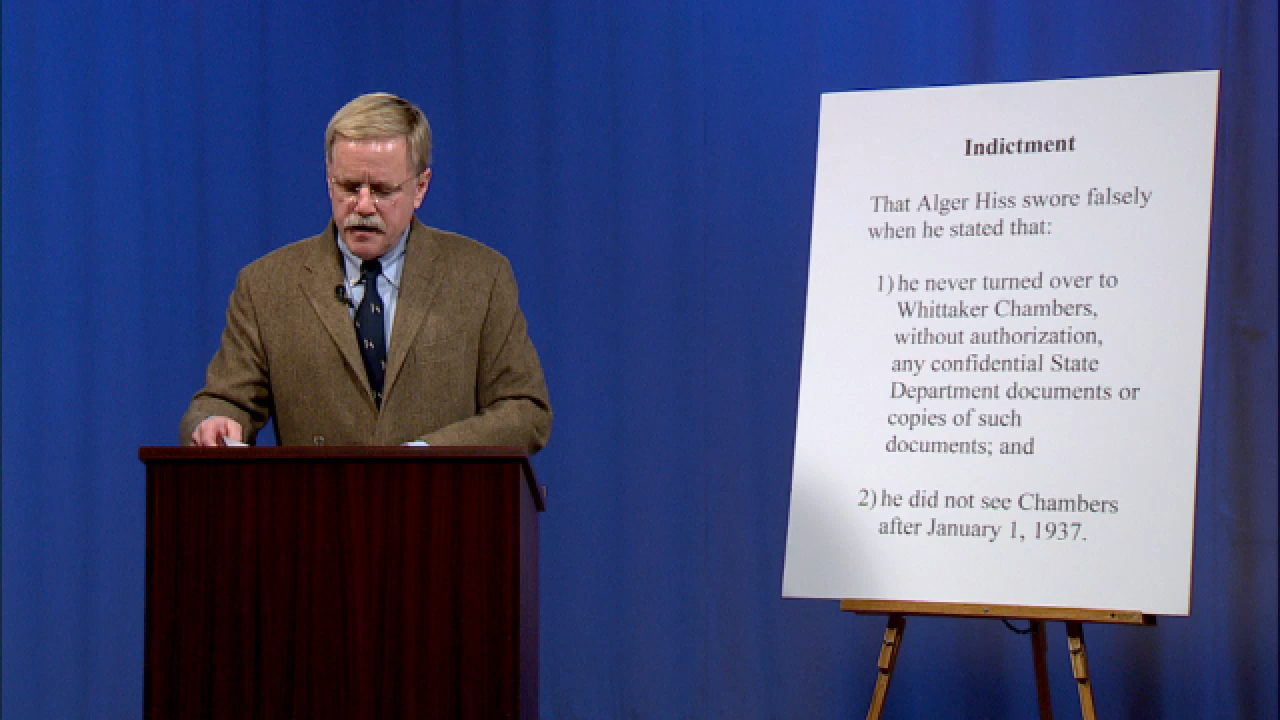 Indictment
That Alger Hiss swore falsely
when he stated that:
1) he never turned over to
Whittaker Chambers,
without authorization,
any confidential State
Department documents or
copies of such
documents; and
2) he did not see Chambers
after January 1, 1937.